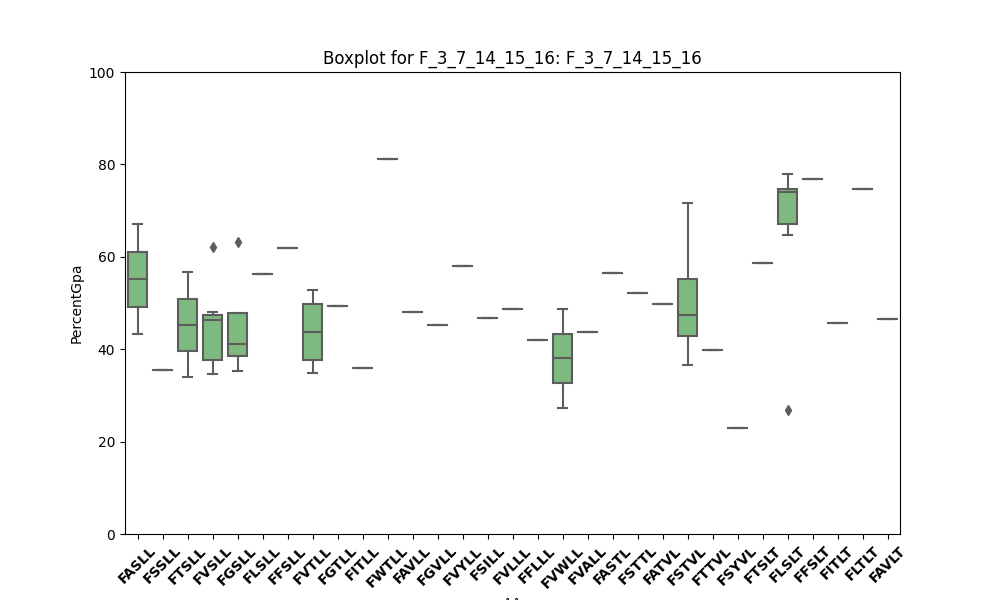 Boxplot for F_3_7_14_15_16: F_3_7_14_15_16
100
80
60
40
20
0
PercentGpa
FASLL FSSLL FTSLL FVSLL FGSLL FLSLL FFSLL FVTLL FGTLL FITLL FWTLL FAVLL FGVLL FVYLL FSILL FVLLL FFLLL FVWLL FVALL FASTL FSTTL FATVL FSTVL FTTVL FSYVL FTSLT FLSLT FFSLT FITLT FLTLT FAVLT